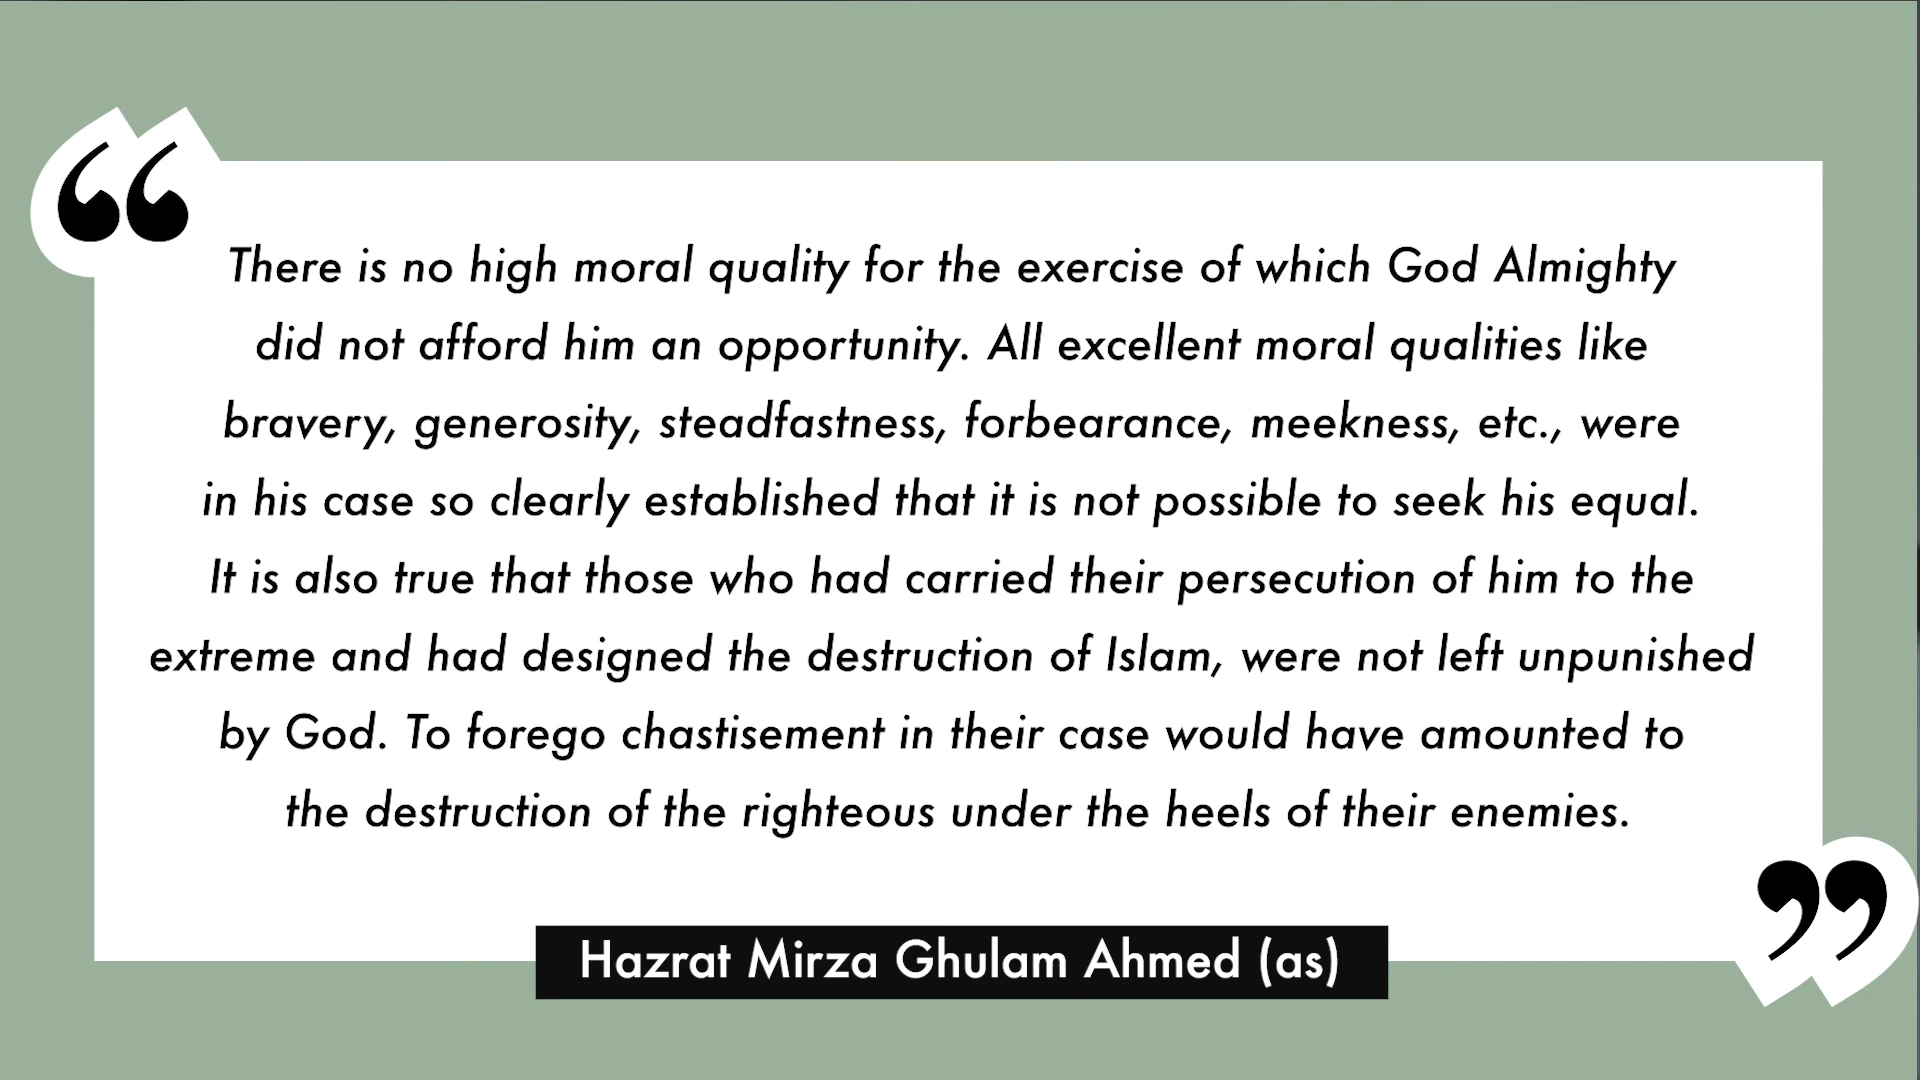 “
There is no high moral quality for the exercise of which God Almighty
did not afford him an opportunity. All excellent moral qualities like
bravery, generosity, steadfastness, forbearance, meekness, etc., were
in his case so clearly established that it is not possible to seek his equal.
It is also true that those who had carried their persecution of him to the
extreme and had designed the destruction of Islam, were not left unpunished
by God. To forego chastisement in their case would have amounted to
the destruction of the righteous under the heels of their enemies.
”
Hazrat Mirza Ghulam Ahmed (as)